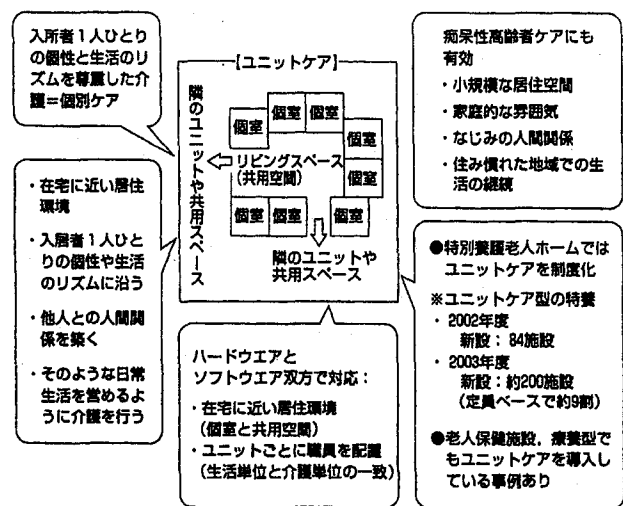 入所者1人ひと
りの個性と生活のリ
ズムを尊重した介
護＝個別ケア
・在宅に近い居住
環境
・入居者1人ひと
りの個性や生活
のリズムに沿う
・他人との人間関
係を築く
・そのような日常
生活を営めるよ
うに介護を行う
【ユニットケア】
隣のユニットや共用スペース
個室
個室
個室
個室
個室
個室
個室
個室
個室
リビングスペース
（共用空間）
隣のユニットや
共用スペース
ハードウエアと
ソフトウエア双方で対応：
・在宅に近い居住環境
（個室と共用空間）
・ユニットごとに職員を配置
（生活単位と介護単位の一致）
痴呆性高齢者ケアにも
有効
・小規模な居住空間
・家庭的な雰囲気
・なじみの人間関係
・住み慣れた地域での生
活の継続
●特別養護老人ホームでは
ユニットケアを制度化
※ユニットケア型の特養
・2002年度
新設：84施設
・2003年度
新設：約200施設
（定員ベースで約9割）
●老人保健施設，療養型で
もユニットケアを導入し
ている事例あり